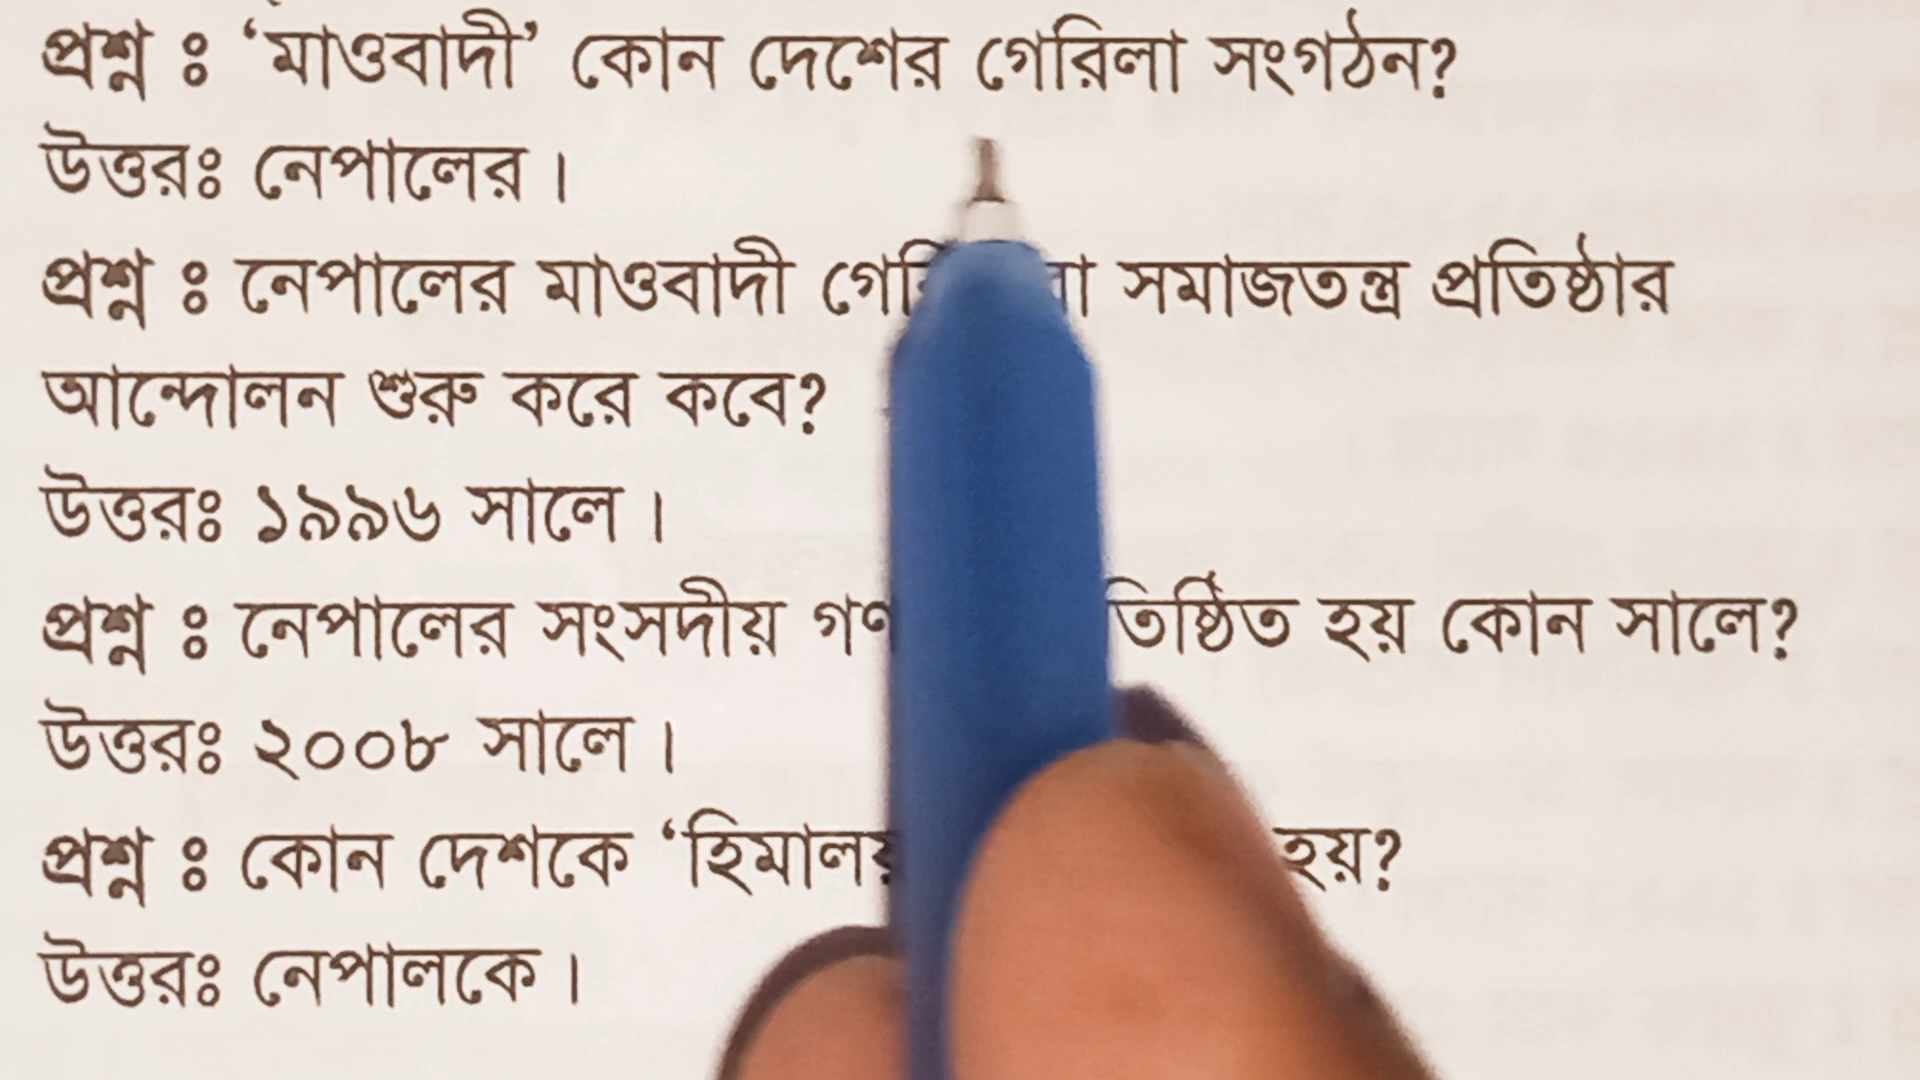 প্রশ্ন ঃ ‘মাওবাদী’ কোন দেশের গেরিলা সংগঠন?
উত্তরঃ নেপালের।
প্রশ্ন ঃ নেপালের মাওবাদী সমাজতন্ত্র প্রতিষ্ঠার
আন্দোলন শুরু করে কবে?
উত্তরঃ ১৯৯৬ সালে।
প্রশ্ন ঃ নেপালের সংসদীয় হয় কোন সালে?
উত্তরঃ ২০০৮ সালে।
প্রশ্ন ঃ কোন দেশকে হয়?
উত্তরঃ নেপালকে।